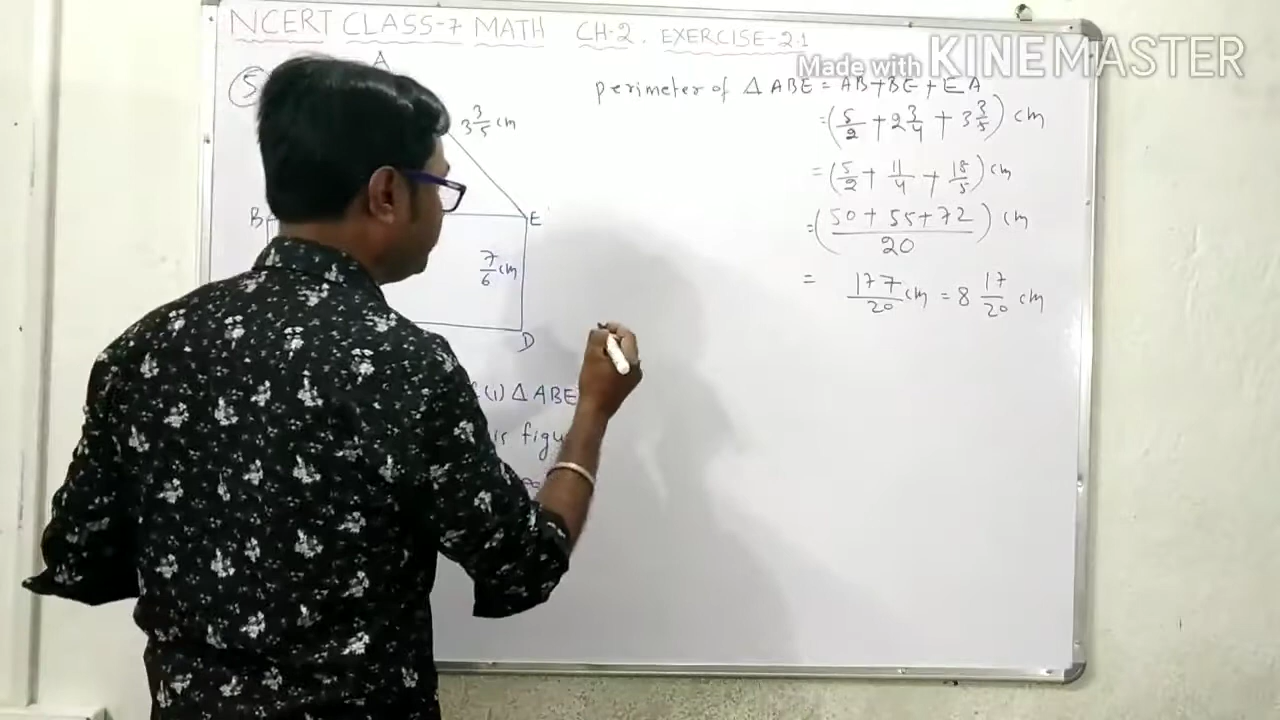 NCERT CLASS-7 MATH CH-2. EXERCISE-2.1
Made with KINEMASTER
5
A
perimeter of △ ABE = AB+BE+EA
3 3/5 cm
=(5/2 + 2 3/4 + 3 3/5) cm
=(5/2 + 11/4 + 18/5) cm
B
E
=(50 + 55 + 72 / 20) cm
7/6 cm
= 177/20 cm = 8 17/20 cm
D
(i) △ ABE
is figu